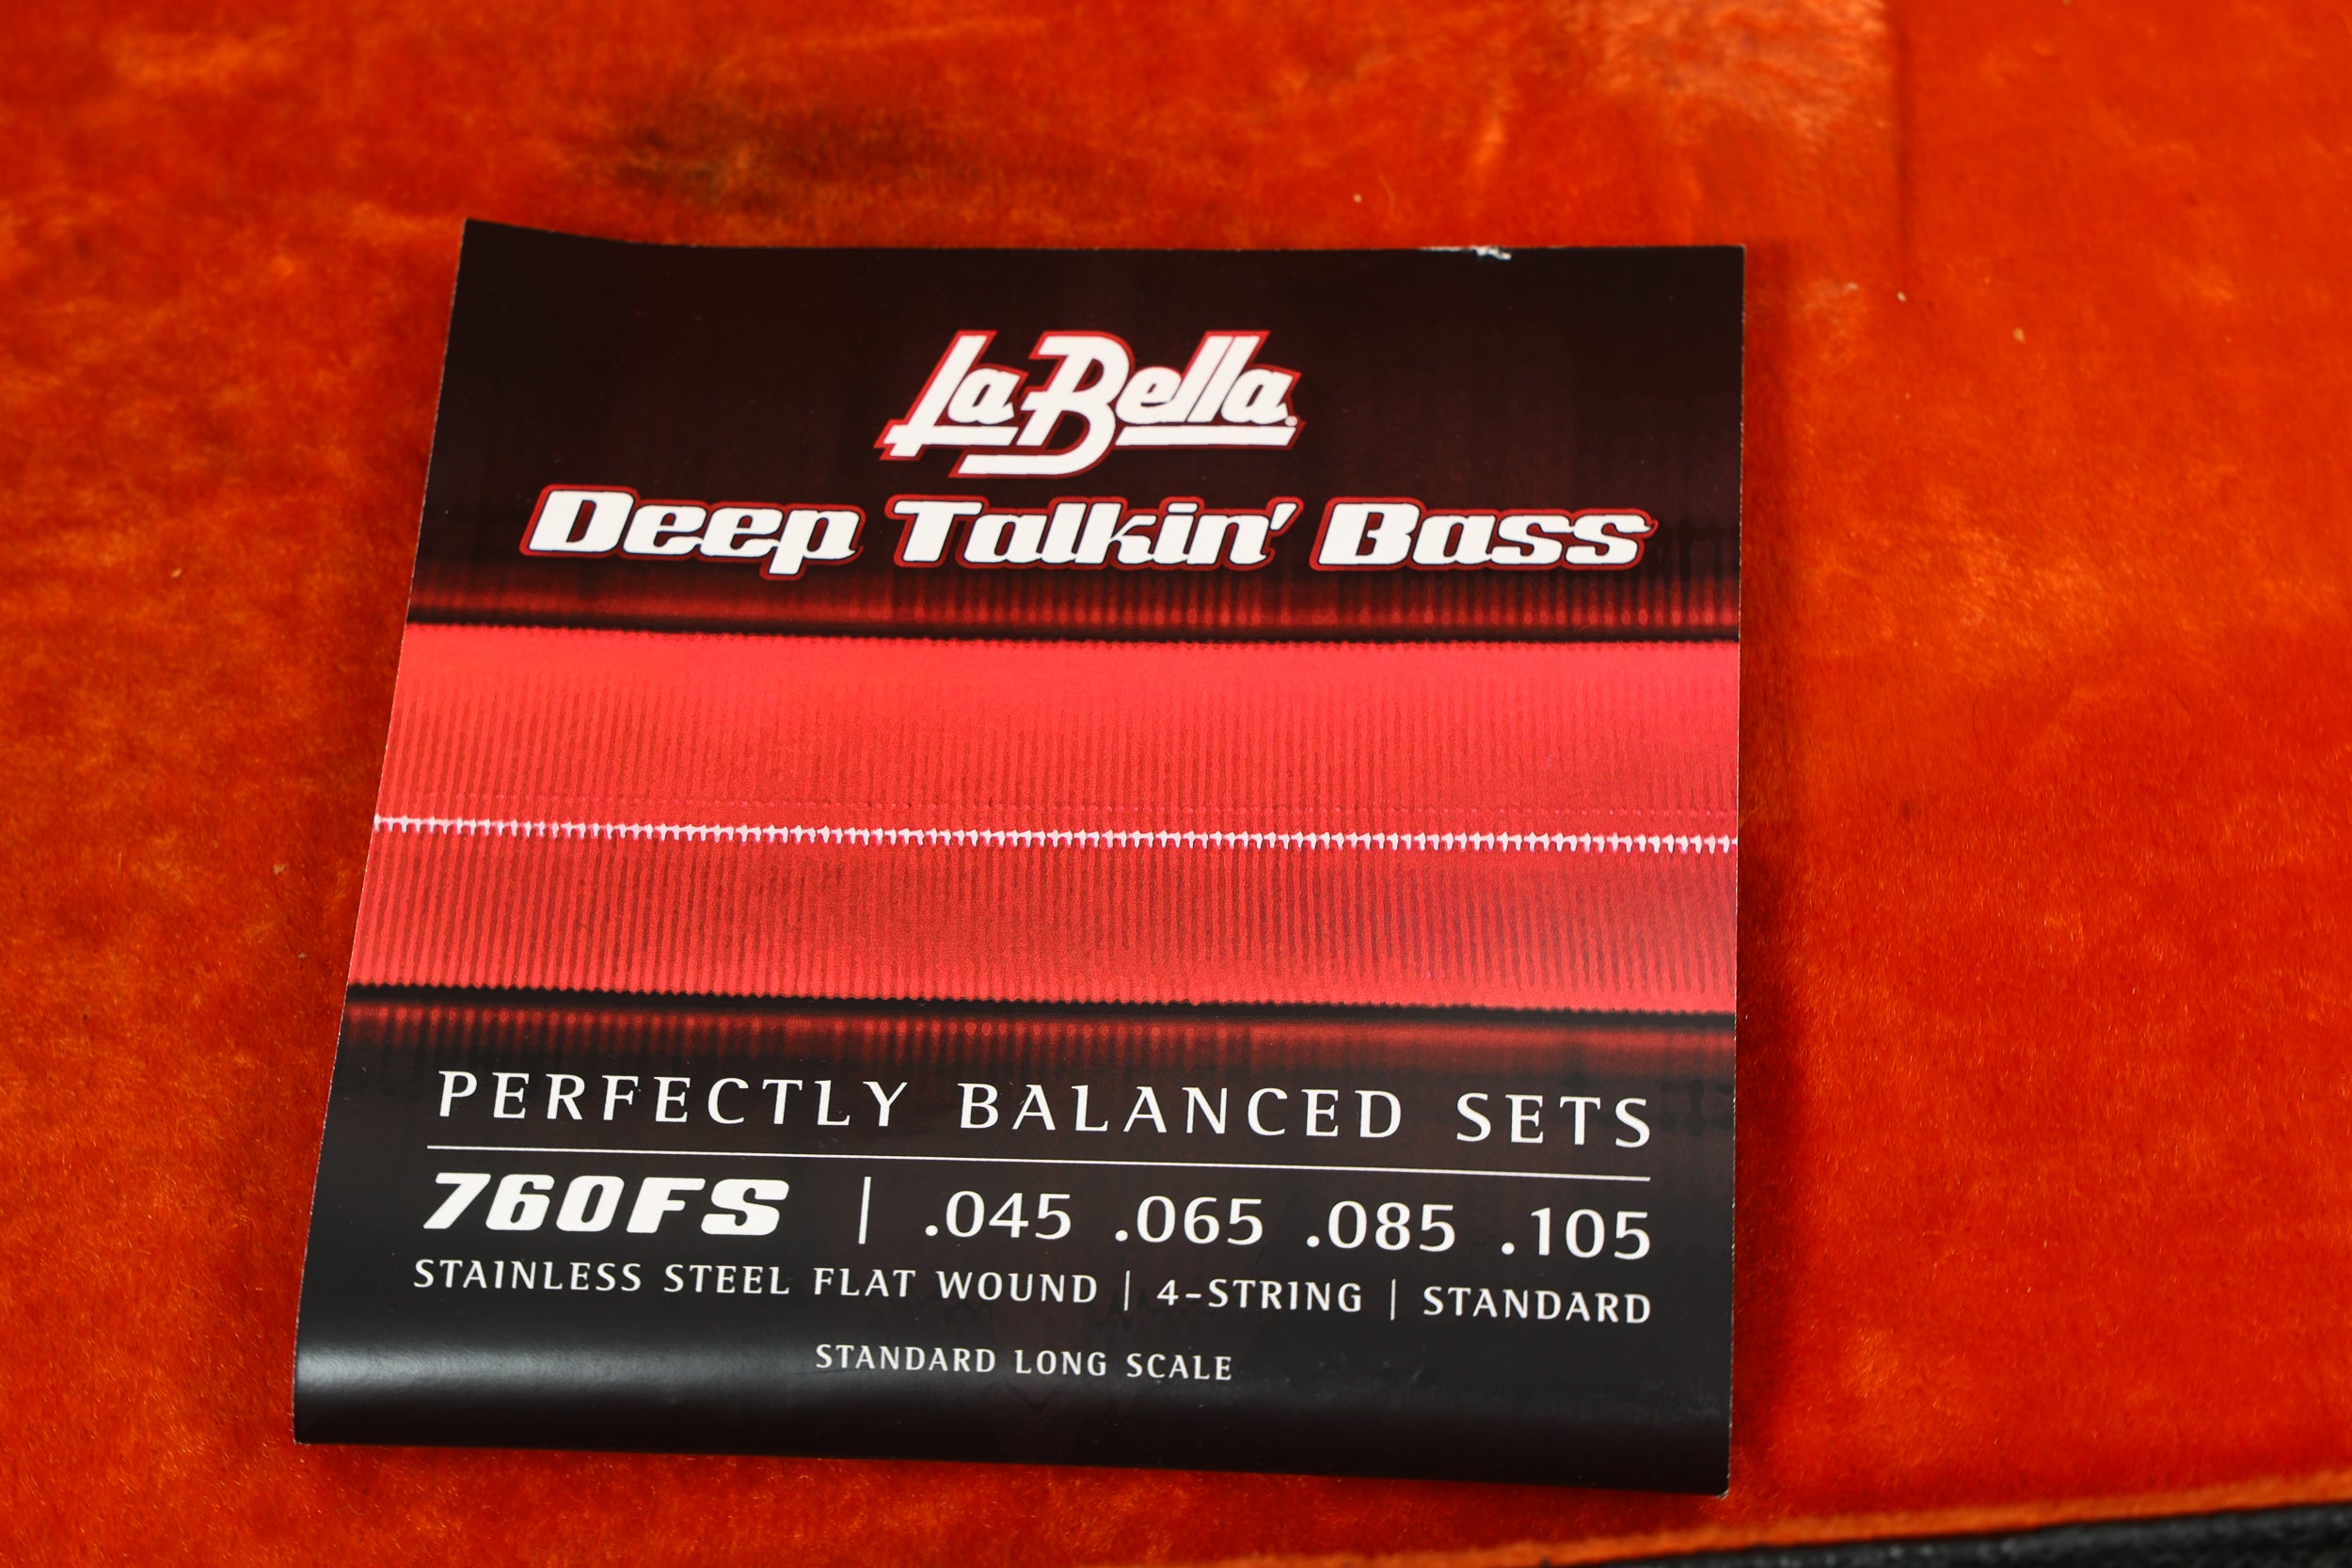 La Bella
Deep Talkin' Bass
PERFECTLY BALANCED SETS
760FS | .045 .065 .085 .105
STAINLESS STEEL FLAT WOUND | 4-STRING | STANDARD
STANDARD LONG SCALE